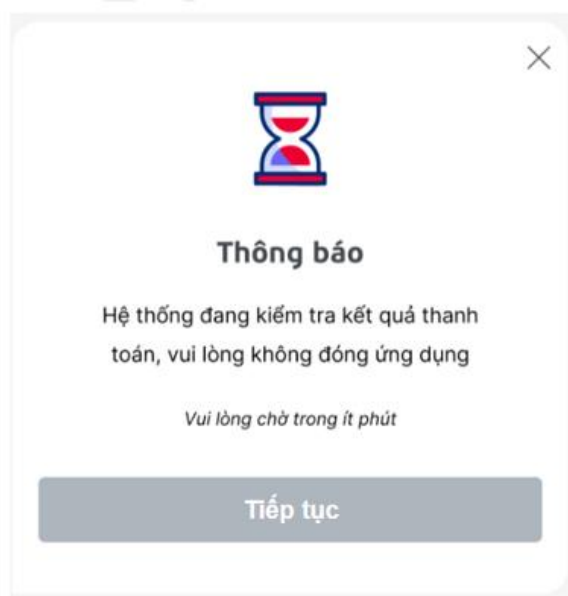 Thông báo
Hệ thống đang kiểm tra kết quả thanh
toán, vui lòng không đóng ứng dụng
Vui lòng chờ trong ít phút
Tiếp tục